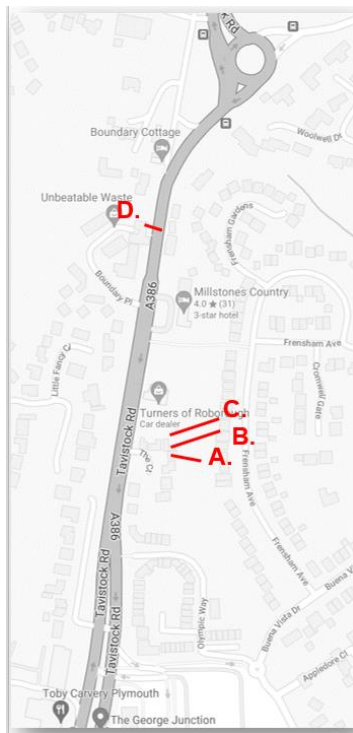 k Rd
Boundary Cottage
Woolwell Dr
Unbeatable Waste
D.
Frensham Gardens
Boundary Pl
A386
Millstones Country
4.0 ★ (31)
3-star hotel
Frensham Ave
Little Fancy Cl
Cromwell Gate
Turners of Roborough
Car dealer
C.
B.
A.
Tavistock Rd
The Ct
Frensham Ave
A386
Frensham Ave
Tavistock Rd
Tavistock Rd
Olympic Way
Buena Vista Dr
Buena Vi
Appledore Cl
Toby Carvery Plymouth
The George Junction